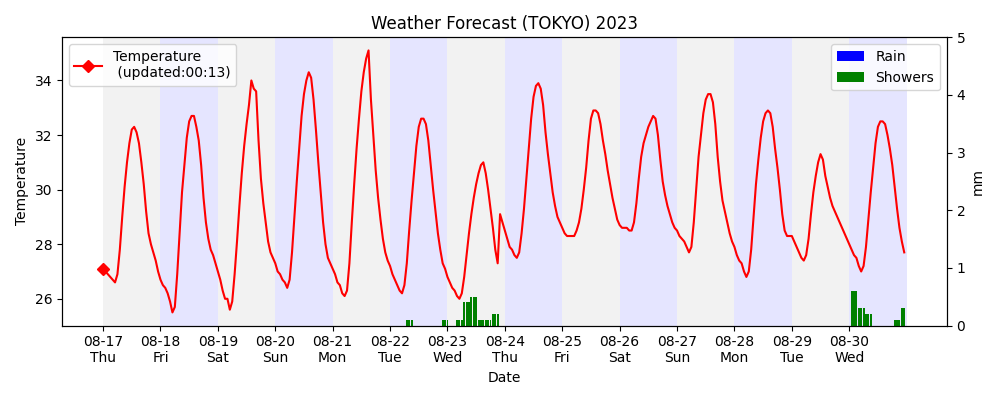 Weather Forecast (TOKYO) 2023
Temperature
(updated:00:13)
Rain
Showers
Temperature
34
32
30
28
26
5
4
3
2
1
0
mm
08-17 08-18 08-19 08-20 08-21 08-22 08-23 08-24 08-25 08-26 08-27 08-28 08-29 08-30
Thu Fri Sat Sun Mon Tue Wed Thu Fri Sat Sun Mon Tue Wed
Date